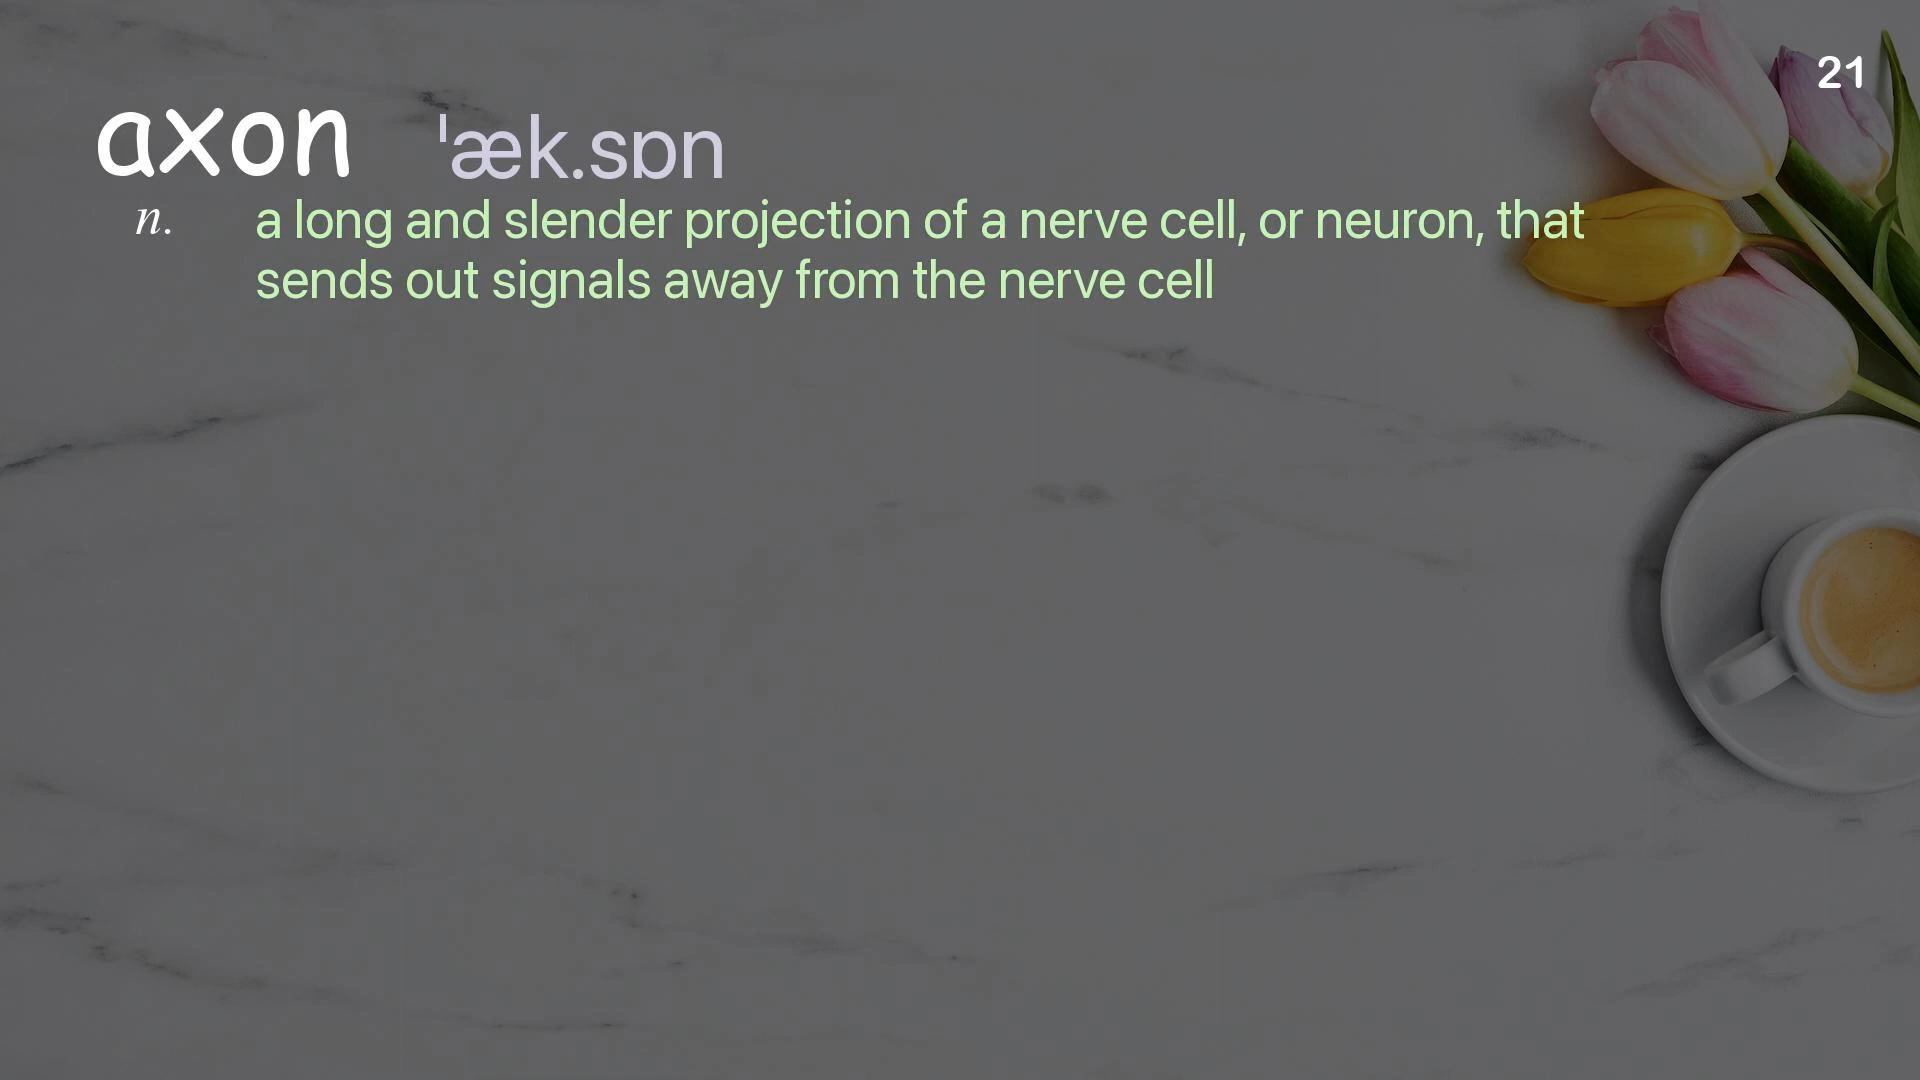 21
axon ˈæk.sɒn
n. a long and slender projection of a nerve cell, or neuron, that
sends out signals away from the nerve cell